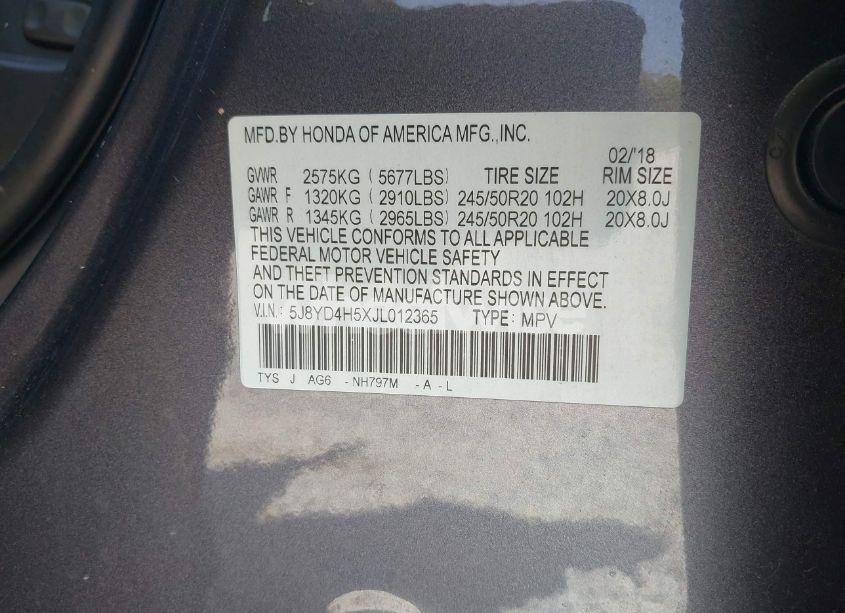 MFD.BY HONDA OF AMERICA MFG.,INC.
02/'18
GVWR 2575KG ( 5677LBS) TIRE SIZE RIM SIZE
GAWR F 1320KG ( 2910LBS) 245/50R20 102H 20X8.0J
GAWR R 1345KG ( 2965LBS) 245/50R20 102H 20X8.0J
THIS VEHICLE CONFORMS TO ALL APPLICABLE
FEDERAL MOTOR VEHICLE SAFETY
AND THEFT PREVENTION STANDARDS IN EFFECT
ON THE DATE OF MANUFACTURE SHOWN ABOVE.
V.I.N.: 5J8YD4H5XJL012365 TYPE: MPV
TYS J AG6 -NH797M -A -L